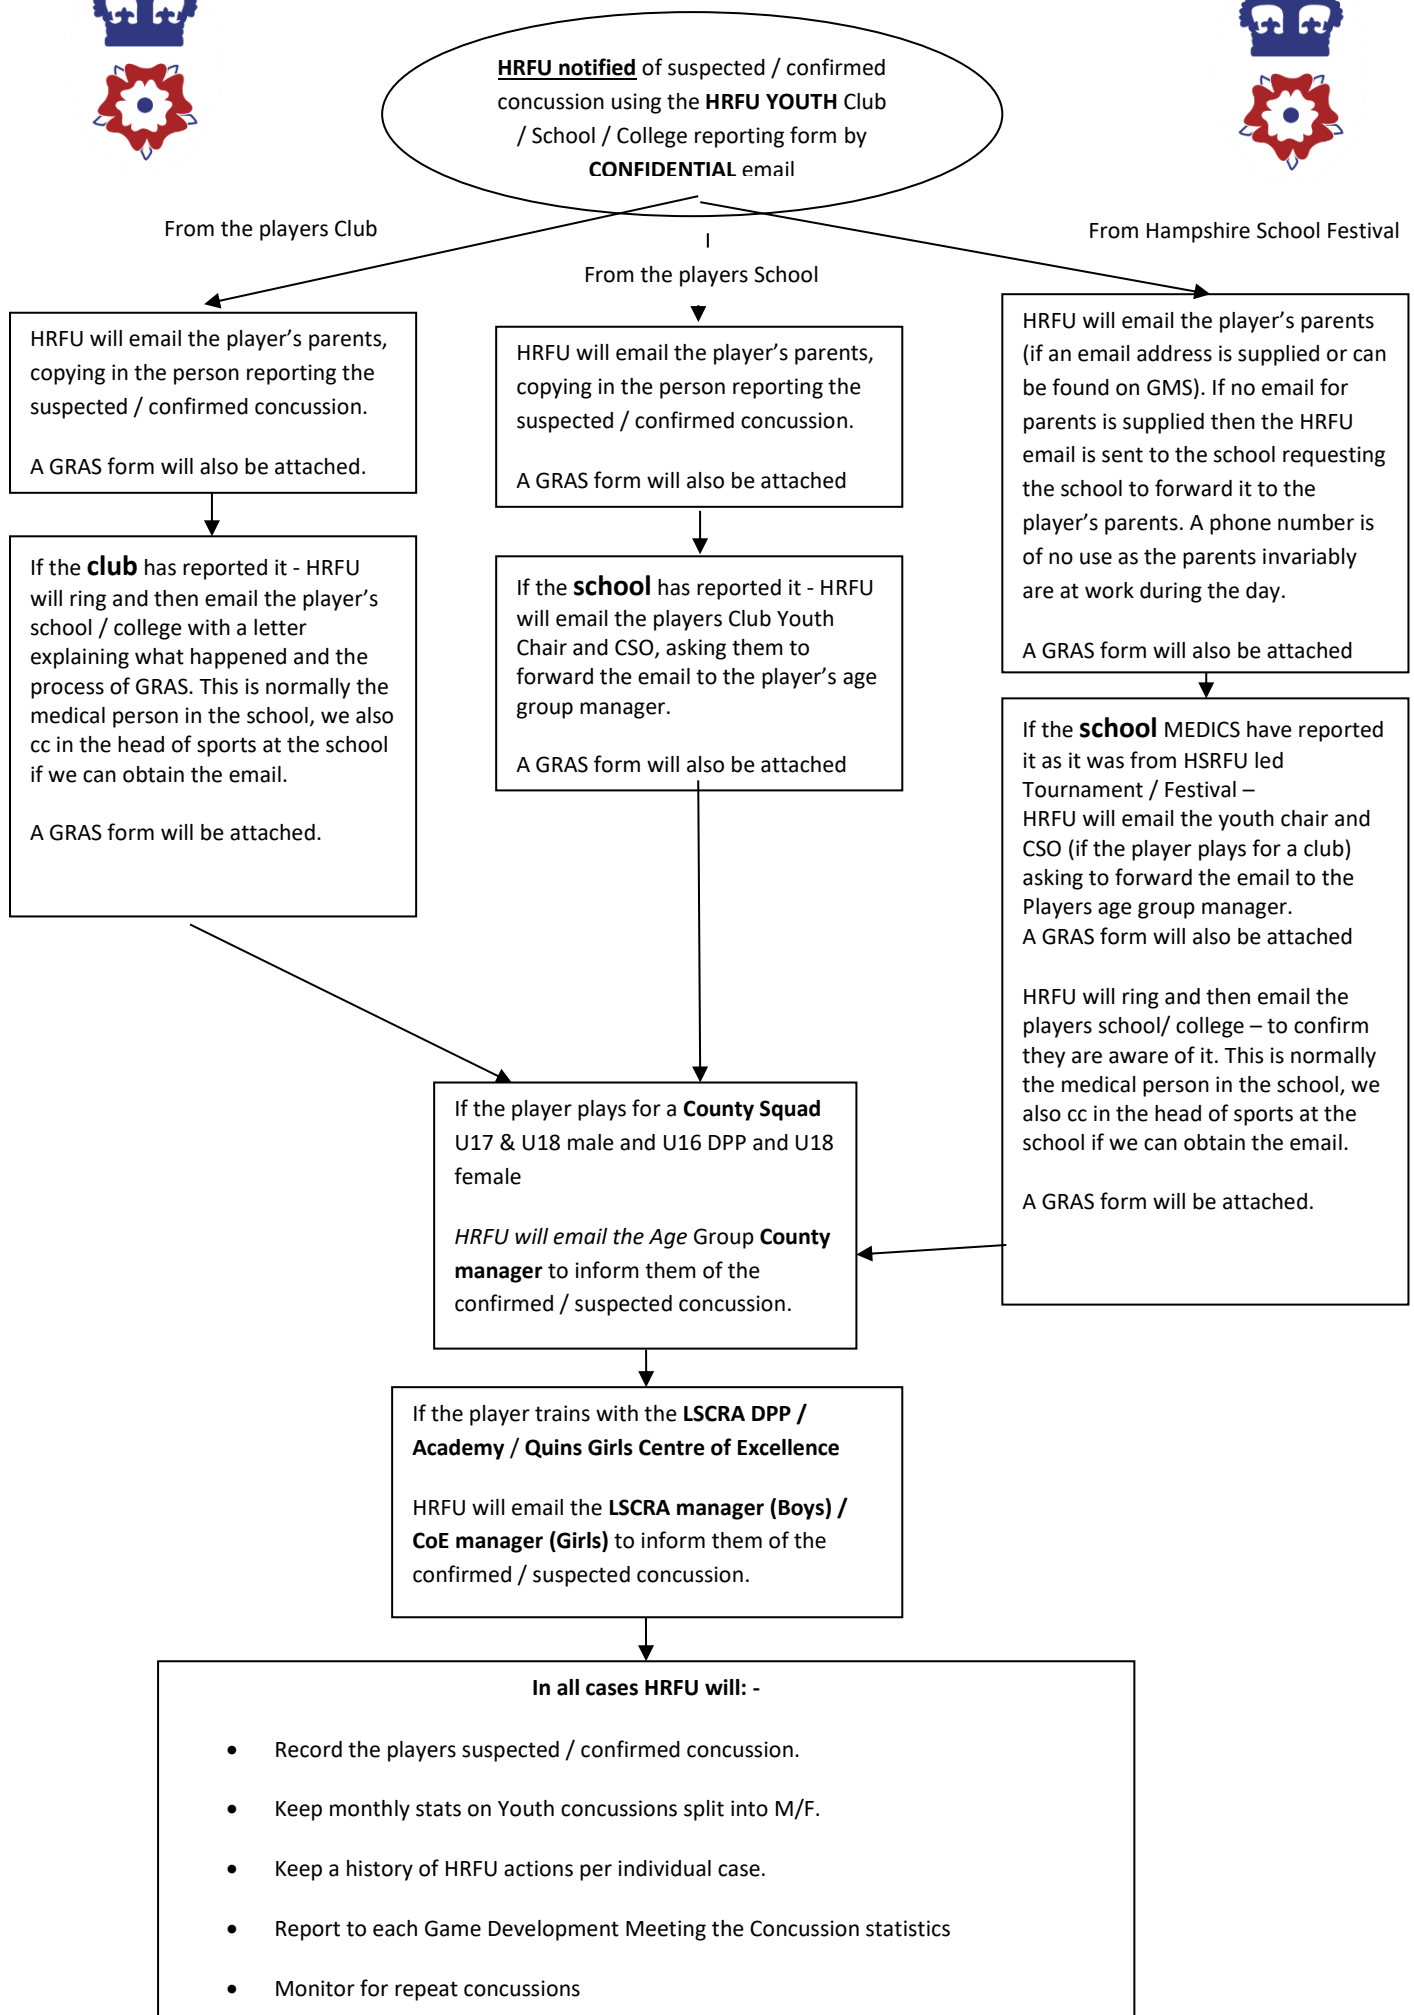 HRFU notified of suspected / confirmed
concussion using the HRFU YOUTH Club
/ School / College reporting form by
CONFIDENTIAL email
From the players Club
From the players School
From Hampshire School Festival
HRFU will email the player’s parents,
copying in the person reporting the
suspected / confirmed concussion.
A GRAS form will also be attached.
If the club has reported it - HRFU
will ring and then email the player’s
school / college with a letter
explaining what happened and the
process of GRAS. This is normally the
medical person in the school, we also
cc in the head of sports at the school
if we can obtain the email.
A GRAS form will be attached.
HRFU will email the player’s parents,
copying in the person reporting the
suspected / confirmed concussion.
A GRAS form will also be attached
If the school has reported it - HRFU
will email the players Club Youth
Chair and CSO, asking them to
forward the email to the player’s age
group manager.
A GRAS form will also be attached
HRFU will email the player’s parents
(if an email address is supplied or can
be found on GMS). If no email for
parents is supplied then the HRFU
email is sent to the school requesting
the school to forward it to the
player’s parents. A phone number is
of no use as the parents invariably
are at work during the day.
A GRAS form will also be attached
If the school MEDICS have reported
it as it was from HSRFU led
Tournament / Festival –
HRFU will email the youth chair and
CSO (if the player plays for a club)
asking to forward the email to the
Players age group manager.
A GRAS form will also be attached
HRFU will ring and then email the
players school/ college – to confirm
they are aware of it. This is normally
the medical person in the school, we
also cc in the head of sports at the
school if we can obtain the email.
A GRAS form will be attached.
If the player plays for a County Squad
U17 & U18 male and U16 DPP and U18
female
HRFU will email the Age Group County
manager to inform them of the
confirmed / suspected concussion.
If the player trains with the LSCRA DPP /
Academy / Quins Girls Centre of Excellence
HRFU will email the LSCRA manager (Boys) /
CoE manager (Girls) to inform them of the
confirmed / suspected concussion.
In all cases HRFU will: -
• Record the players suspected / confirmed concussion.
• Keep monthly stats on Youth concussions split into M/F.
• Keep a history of HRFU actions per individual case.
• Report to each Game Development Meeting the Concussion statistics
• Monitor for repeat concussions